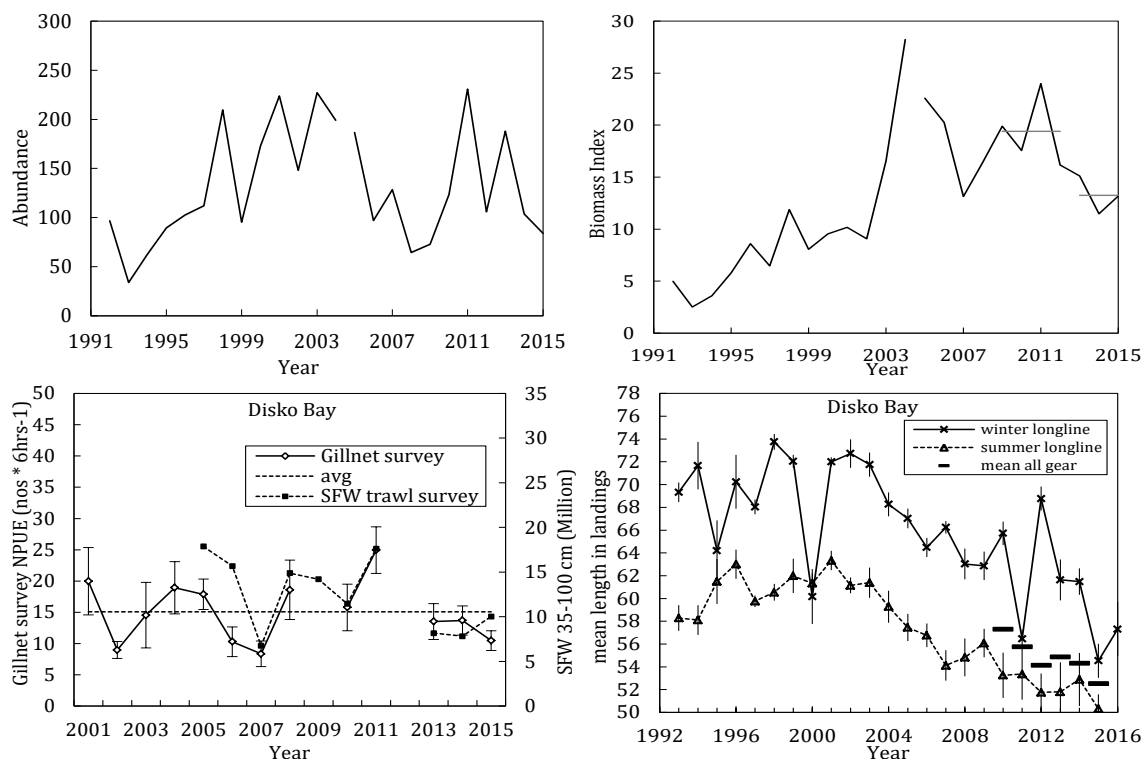 300
250
200
150
100
50
0
Abundance
1991 1995 1999 2003 2007 2011 2015
Year
30
25
20
15
10
5
0
Biomass Index
1991 1995 1999 2003 2007 2011 2015
Year
Disko Bay
50
45
40
35
30
25
20
15
10
5
0
Gillnet survey NPUE (nos * 6hrs-1)
Gillnet survey
avg
SFW trawl survey
35
30
25
20
15
10
5
0
SFW 35-100 cm (Million)
2001 2003 2005 2007 2009 2011 2013 2015
Year
Disko Bay
78
76
74
72
70
68
66
64
62
60
58
56
54
52
50
mean length in landings
winter longline
summer longline
mean all gear
1992 1996 2000 2004 2008 2012 2016
Year